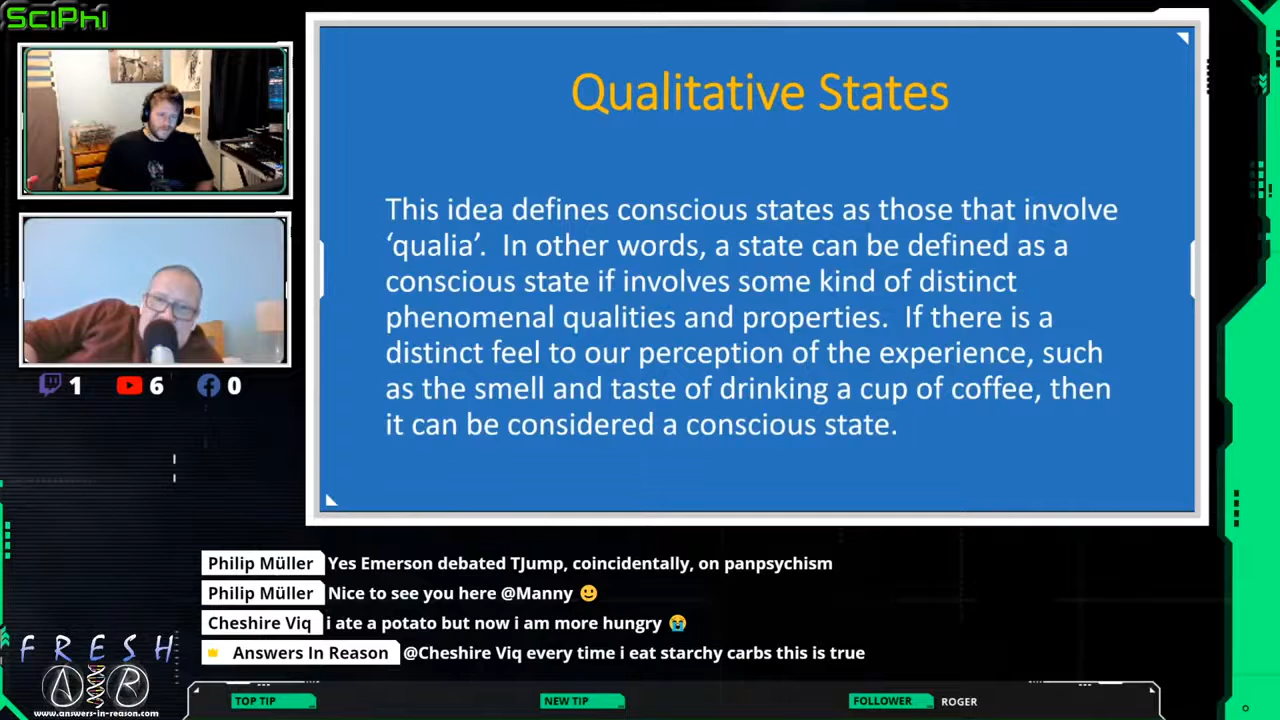 SCIPHI
Qualitative States
This idea defines conscious states as those that involve
‘qualia’. In other words, a state can be defined as a
conscious state if involves some kind of distinct
phenomenal qualities and properties. If there is a
distinct feel to our perception of the experience, such
as the smell and taste of drinking a cup of coffee, then
it can be considered a conscious state.
1 6 0
Philip Müller Yes Emerson debated TJump, coincidentally, on panpsychism
Philip Müller Nice to see you here @Manny 🙂
Cheshire Viq i ate a potato but now i am more hungry 😭
Answers In Reason @Cheshire Viq every time i eat starchy carbs this is true
FRESH
A R
www.answers-in-reason.com
TOP TIP NEW TIP FOLLOWER ROGER